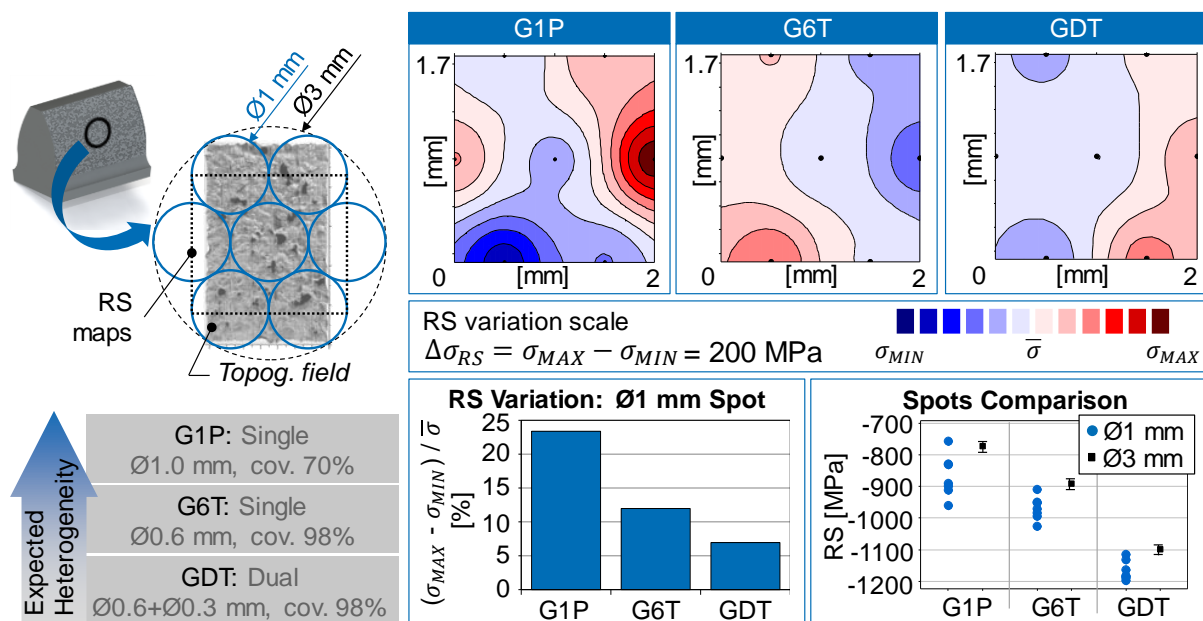 Ø1 mm
Ø3 mm
RS
maps
Topog. field
Expected
Heterogeneity
G1P: Single
Ø1.0 mm, cov. 70%
G6T: Single
Ø0.6 mm, cov. 98%
GDT: Dual
Ø0.6+Ø0.3 mm, cov. 98%
G1P
1.7
[mm]
0
[mm]
2
G6T
1.7
[mm]
0
[mm]
2
GDT
1.7
[mm]
0
[mm]
2
RS variation scale
Δσ_RS = σ_MAX − σ_MIN = 200 MPa
σ_MIN
σ̅
σ_MAX
RS Variation: Ø1 mm Spot
(σ_MAX - σ_MIN) / σ̅
[%]
25
20
15
10
5
0
G1P
G6T
GDT
Spots Comparison
RS [MPa]
-700
-800
-900
-1000
-1100
-1200
Ø1 mm
Ø3 mm
G1P
G6T
GDT